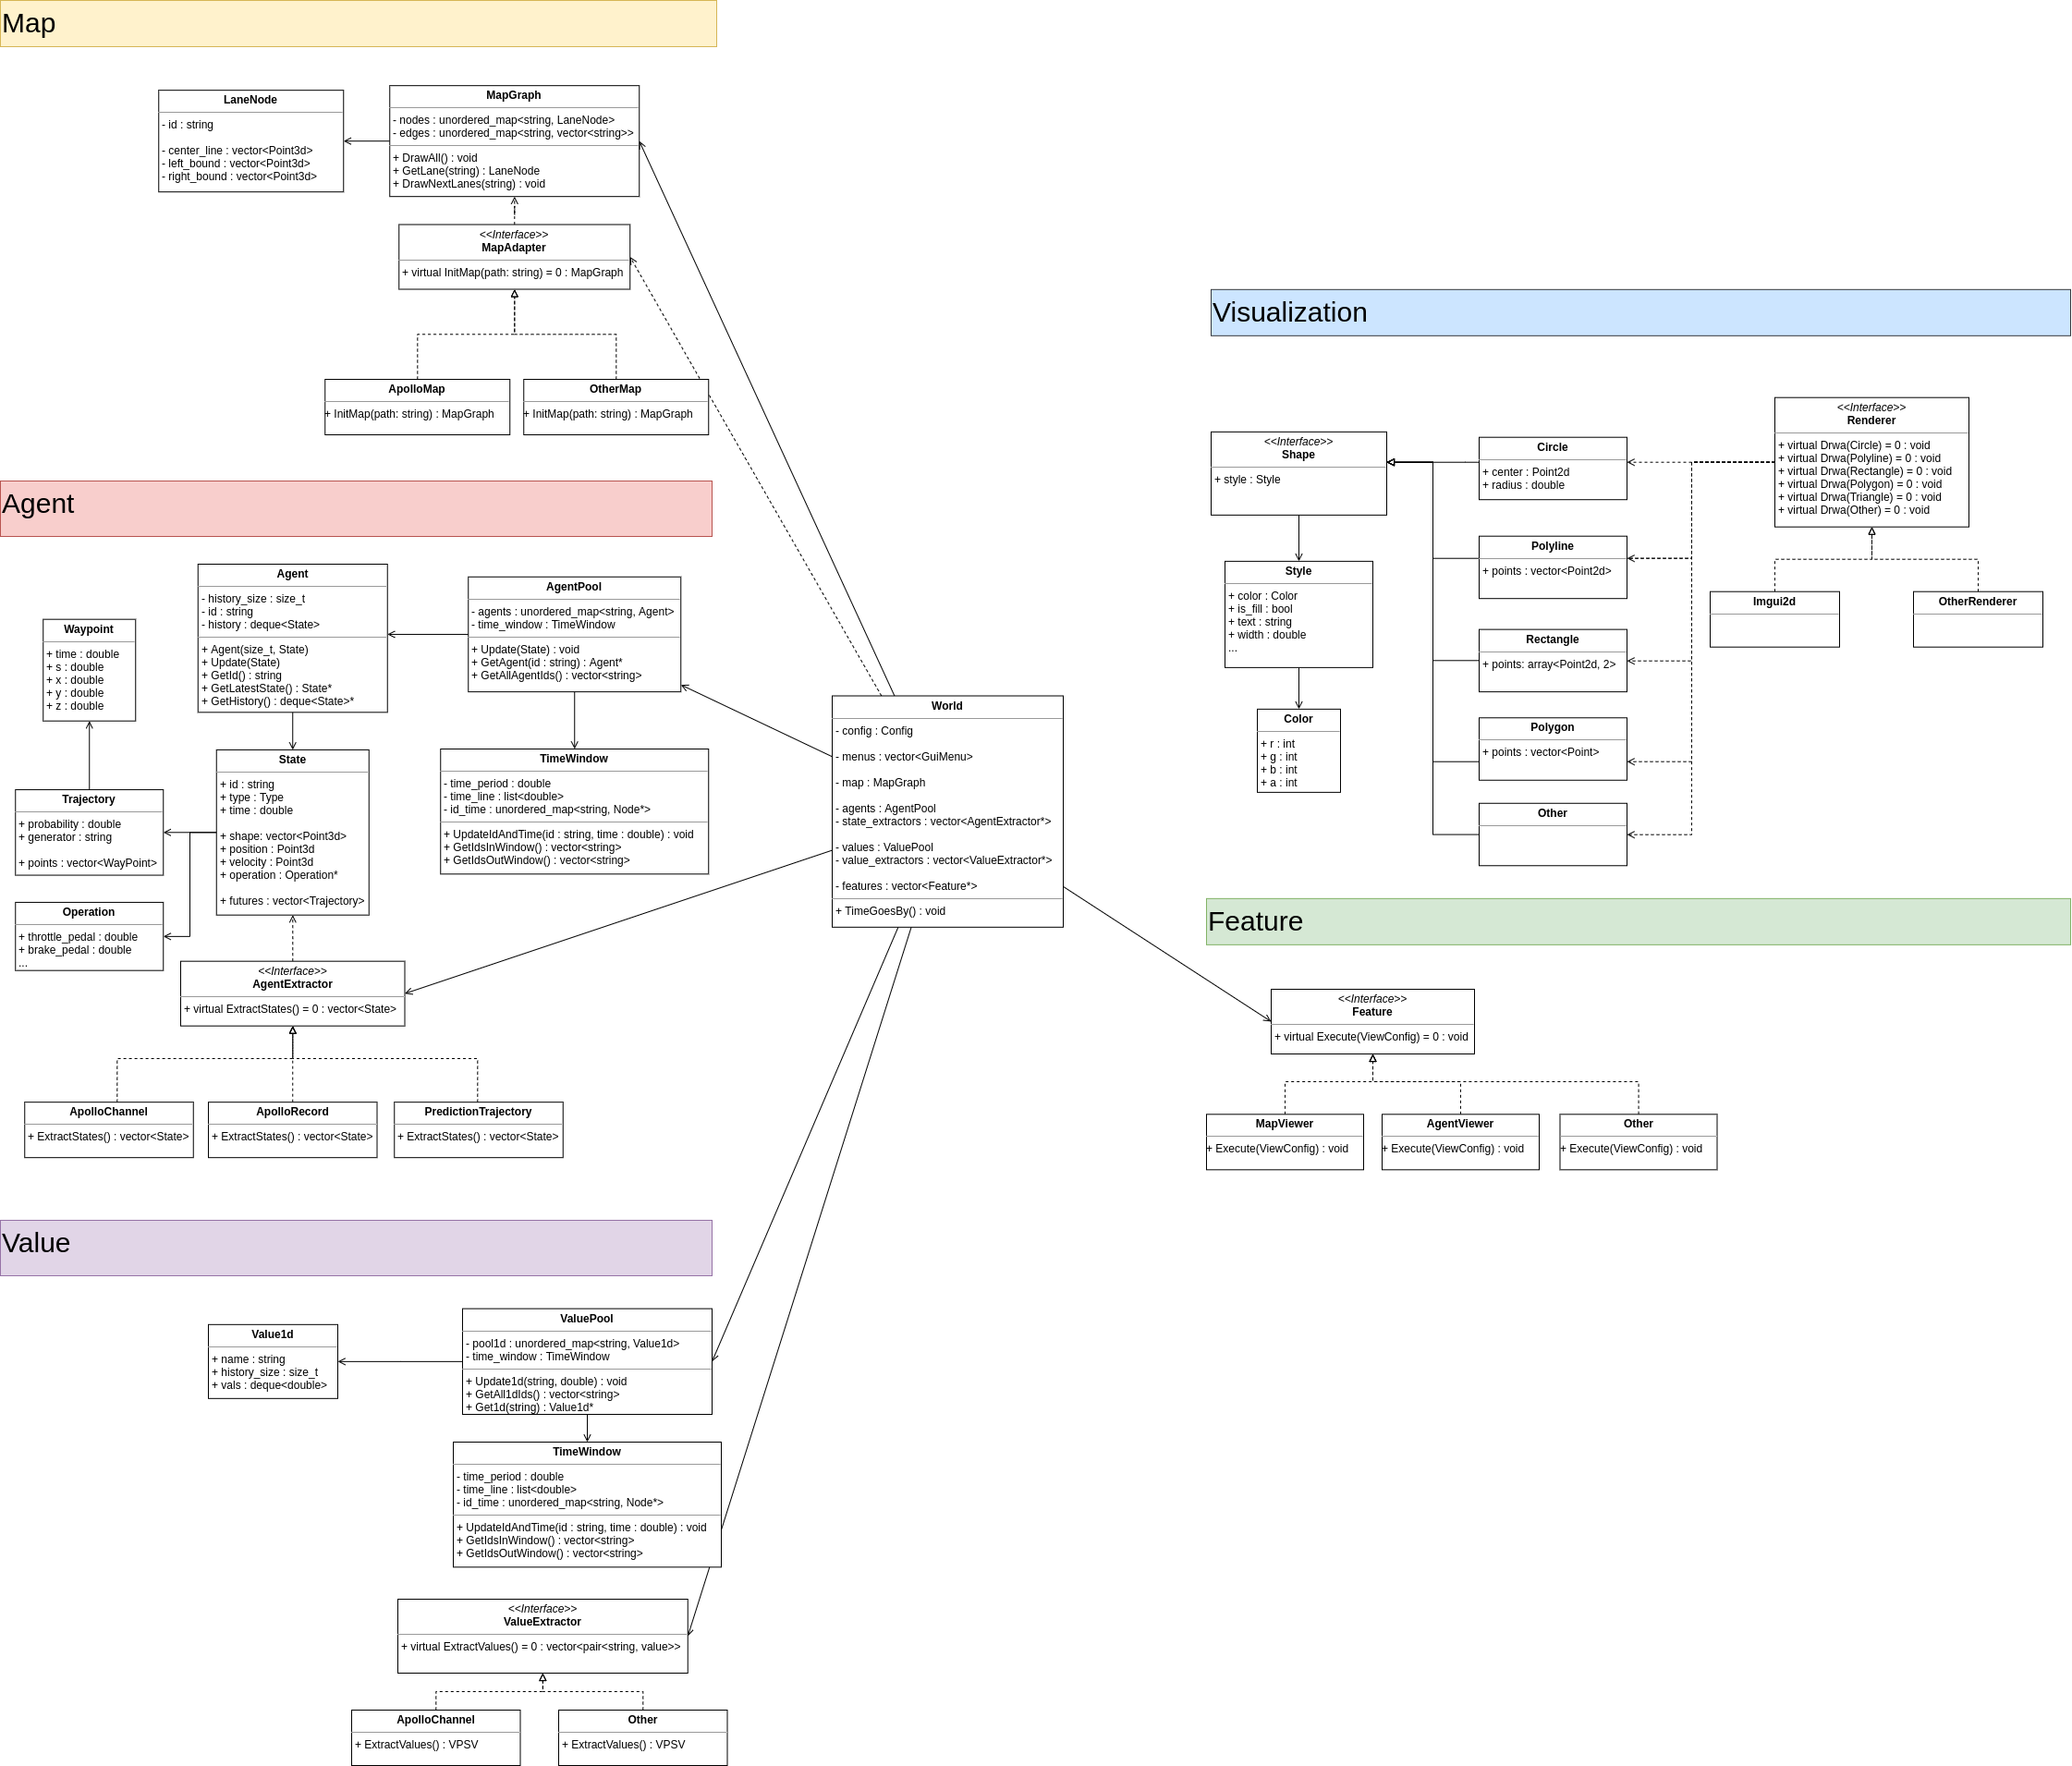 Map
LaneNode
- id : string
- center_line : vector<Point3d>
- left_bound : vector<Point3d>
- right_bound : vector<Point3d>
MapGraph
- nodes : unordered_map<string, LaneNode>
- edges : unordered_map<string, vector<string>>
+ DrawAll() : void
+ GetLane(string) : LaneNode
+ DrawNextLanes(string) : void
<<Interface>>
MapAdapter
+ virtual InitMap(path: string) = 0 : MapGraph
ApolloMap
+ InitMap(path: string) : MapGraph
OtherMap
+ InitMap(path: string) : MapGraph
Agent
Agent
- history_size : size_t
- id : string
- history : deque<State>
+ Agent(size_t, State)
+ Update(State)
+ GetId() : string
+ GetLatestState() : State*
+ GetHistory() : deque<State>*
AgentPool
- agents : unordered_map<string, Agent>
- time_window : TimeWindow
+ Update(State) : void
+ GetAgent(id : string) : Agent*
+ GetAllAgentIds() : vector<string>
Waypoint
+ time : double
+ s : double
+ x : double
+ y : double
+ z : double
State
+ id : string
+ type : Type
+ time : double
+ shape: vector<Point3d>
+ position : Point3d
+ velocity : Point3d
+ operation : Operation*
+ futures : vector<Trajectory>
TimeWindow
- time_period : double
- time_line : list<double>
- id_time : unordered_map<string, Node*>
+ UpdateIdAndTime(id : string, time : double) : void
+ GetIdsInWindow() : vector<string>
+ GetIdsOutWindow() : vector<string>
Trajectory
+ probability : double
+ generator : string
+ points : vector<WayPoint>
Operation
+ throttle_pedal : double
+ brake_pedal : double
...
<<Interface>>
AgentExtractor
+ virtual ExtractStates() = 0 : vector<State>
ApolloChannel
+ ExtractStates() : vector<State>
ApolloRecord
+ ExtractStates() : vector<State>
PredictionTrajectory
+ ExtractStates() : vector<State>
World
- config : Config
- menus : vector<GuiMenu>
- map : MapGraph
- agents : AgentPool
- state_extractors : vector<AgentExtractor*>
- values : ValuePool
- value_extractors : vector<ValueExtractor*>
- features : vector<Feature*>
+ TimeGoesBy() : void
Value
Value1d
+ name : string
+ history_size : size_t
+ vals : deque<double>
ValuePool
- pool1d : unordered_map<string, Value1d>
- time_window : TimeWindow
+ Update1d(string, double) : void
+ GetAll1dIds() : vector<string>
+ Get1d(string) : Value1d*
TimeWindow
- time_period : double
- time_line : list<double>
- id_time : unordered_map<string, Node*>
+ UpdateIdAndTime(id : string, time : double) : void
+ GetIdsInWindow() : vector<string>
+ GetIdsOutWindow() : vector<string>
<<Interface>>
ValueExtractor
+ virtual ExtractValues() = 0 : vector<pair<string, value>>
ApolloChannel
+ ExtractValues() : VPSV
Other
+ ExtractValues() : VPSV
Visualization
<<Interface>>
Shape
+ style : Style
Style
+ color : Color
+ is_fill : bool
+ text : string
+ width : double
...
Color
+ r : int
+ g : int
+ b : int
+ a : int
Circle
+ center : Point2d
+ radius : double
Polyline
+ points : vector<Point2d>
Rectangle
+ points: array<Point2d, 2>
Polygon
+ points : vector<Point>
Other
<<Interface>>
Renderer
+ virtual Drwa(Circle) = 0 : void
+ virtual Drwa(Polyline) = 0 : void
+ virtual Drwa(Rectangle) = 0 : void
+ virtual Drwa(Polygon) = 0 : void
+ virtual Drwa(Triangle) = 0 : void
+ virtual Drwa(Other) = 0 : void
Imgui2d
OtherRenderer
Feature
<<Interface>>
Feature
+ virtual Execute(ViewConfig) = 0 : void
MapViewer
+ Execute(ViewConfig) : void
AgentViewer
+ Execute(ViewConfig) : void
Other
+ Execute(ViewConfig) : void